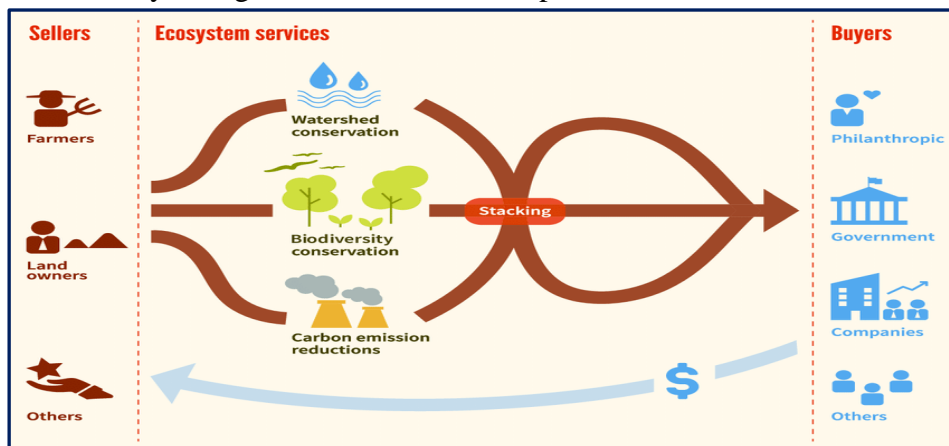 Sellers
Farmers
Land
owners
Others
Ecosystem services
Watershed
conservation
Biodiversity
conservation
Carbon emission
reductions
Stacking
$
Buyers
Philanthropic
Government
Companies
Others